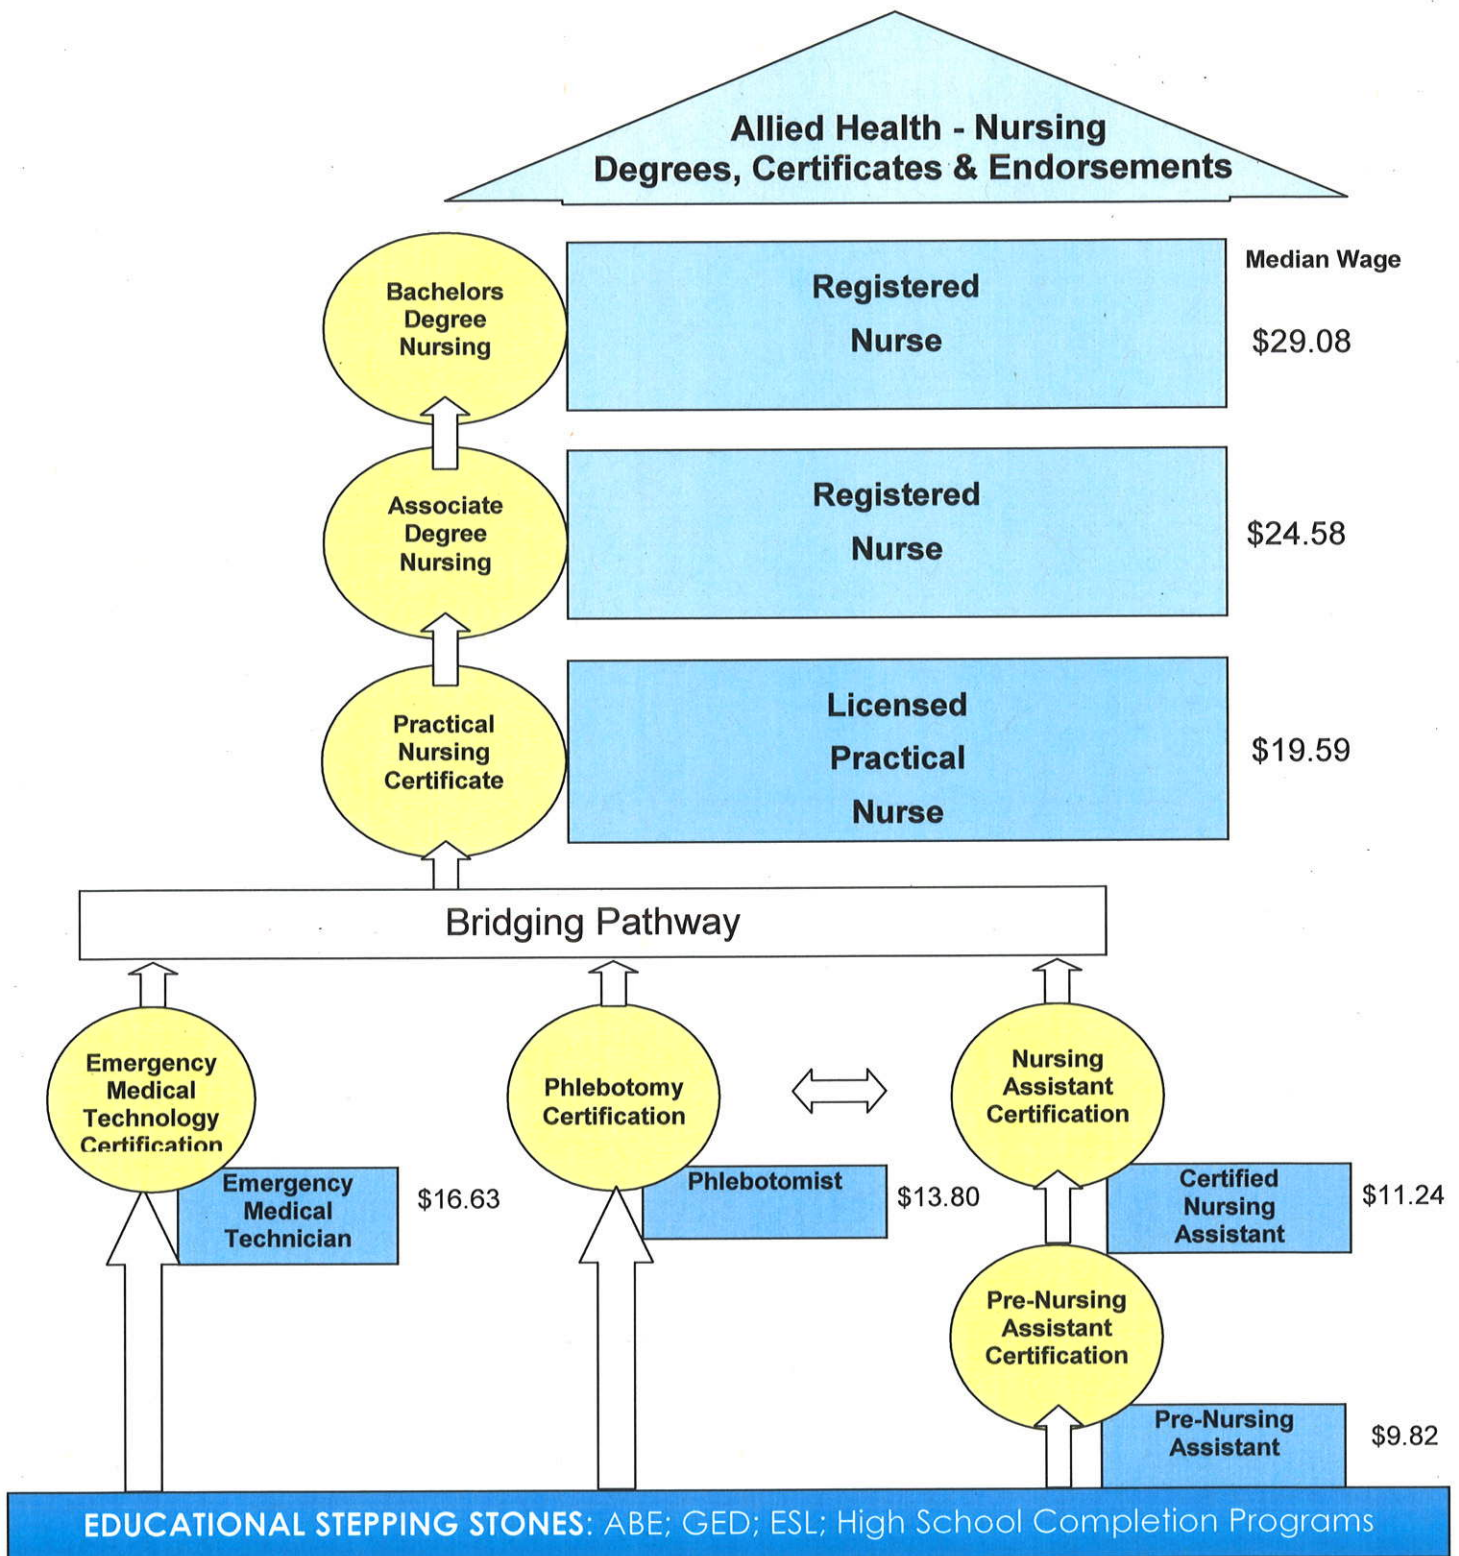 Allied Health - Nursing
Degrees, Certificates & Endorsements
Median Wage
Bachelors
Degree
Nursing
Registered
Nurse
$29.08
Associate
Degree
Nursing
Registered
Nurse
$24.58
Practical
Nursing
Certificate
Licensed
Practical
Nurse
$19.59
Bridging Pathway
Emergency
Medical
Technology
Certification
Emergency
Medical
Technician
$16.63
Phlebotomy
Certification
Phlebotomist
$13.80
Nursing
Assistant
Certification
Certified
Nursing
Assistant
$11.24
Pre-Nursing
Assistant
Certification
Pre-Nursing
Assistant
$9.82
EDUCATIONAL STEPPING STONES: ABE; GED; ESL; High School Completion Programs